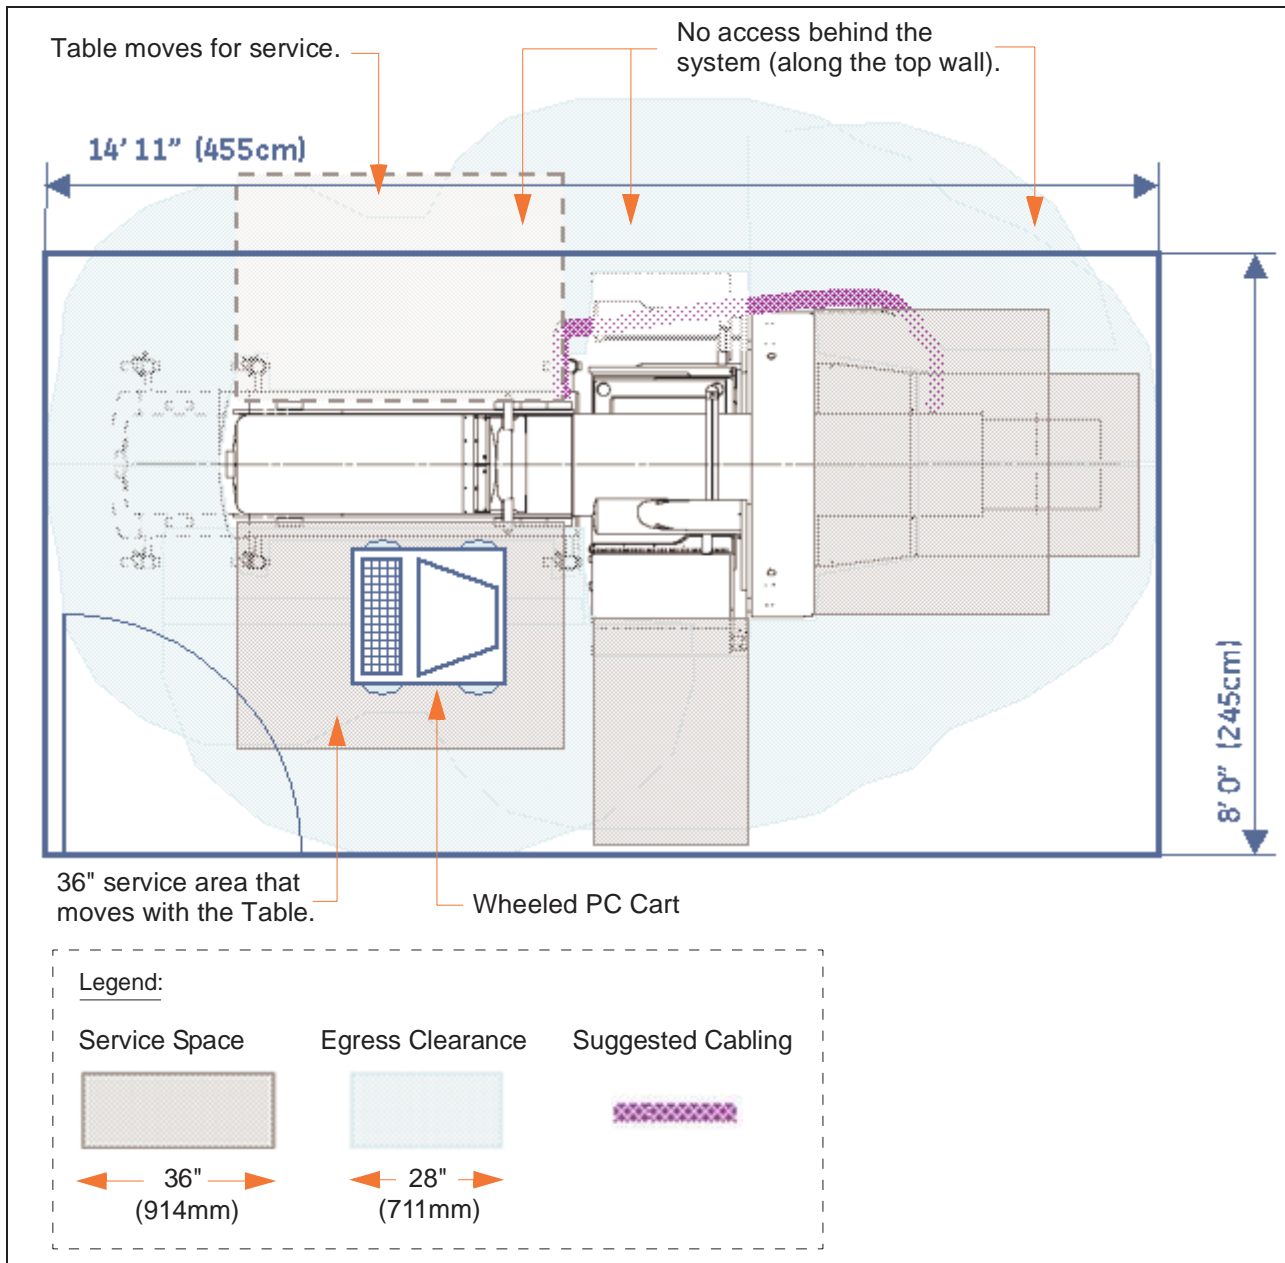 Table moves for service.
No access behind the
system (along the top wall).
14' 11" (455cm)
8' 0" (245cm)
36" service area that
moves with the Table.
Wheeled PC Cart
Legend:
Service Space
Egress Clearance
Suggested Cabling
36"
(914mm)
28"
(711mm)